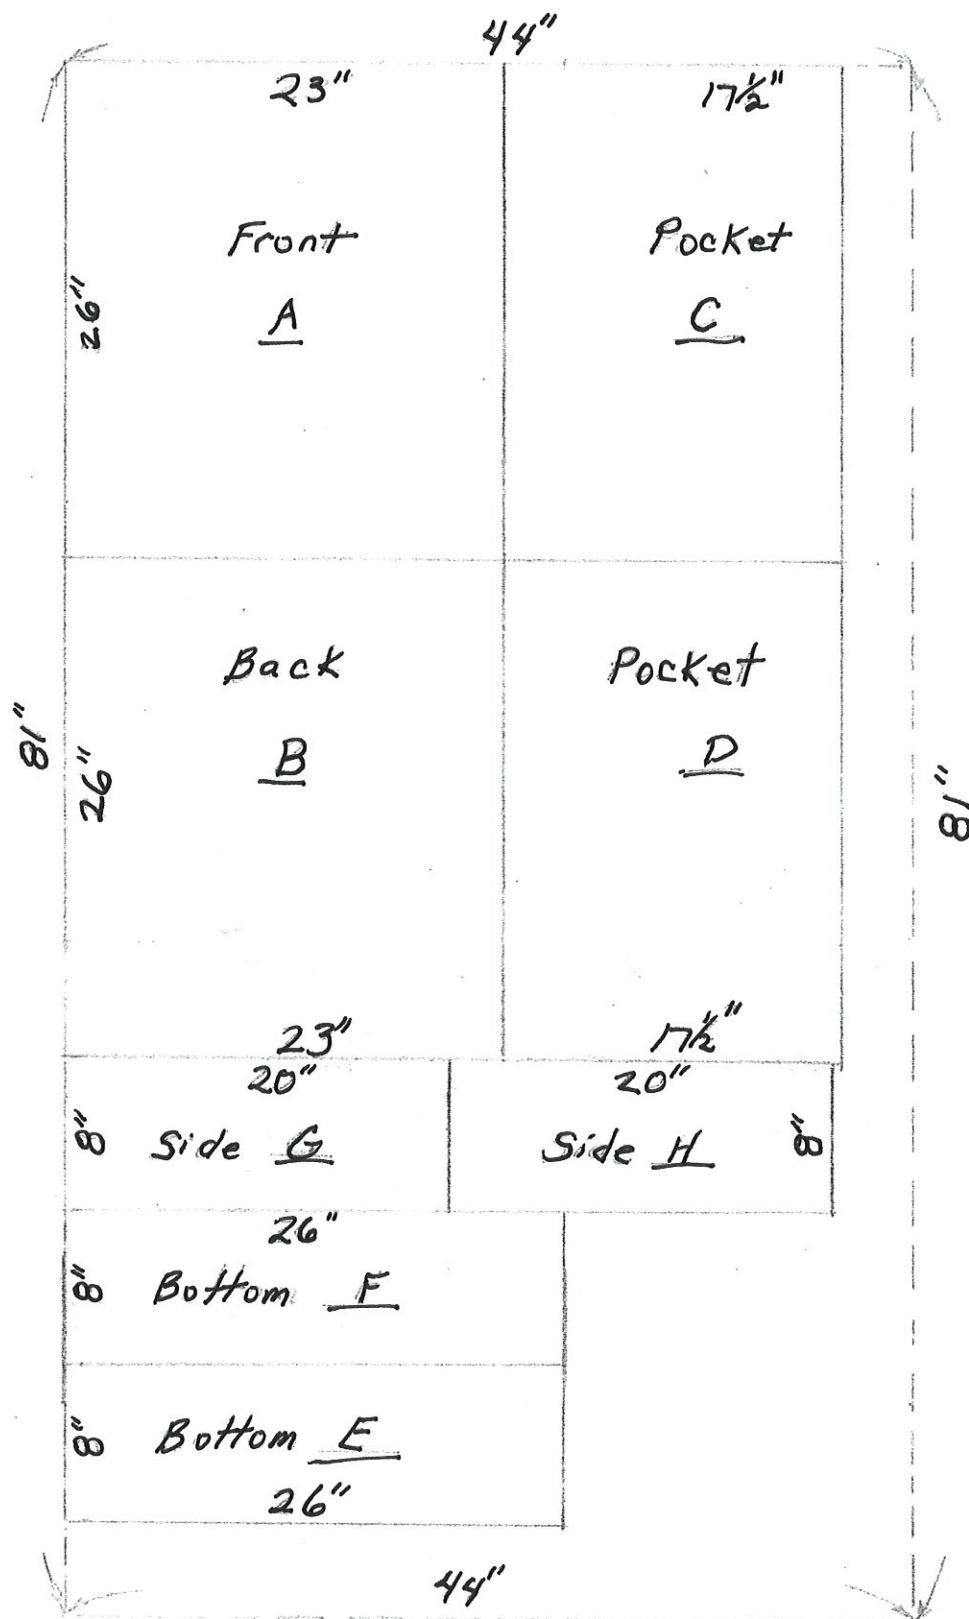 44"
23"
17½"
Front
A
26"
Pocket
C
Back
B
26"
Pocket
D
81"
81"
23"
17½"
20"
20"
8"
Side G
Side H
8"
26"
8"
Bottom F
8"
Bottom E
26"
44"